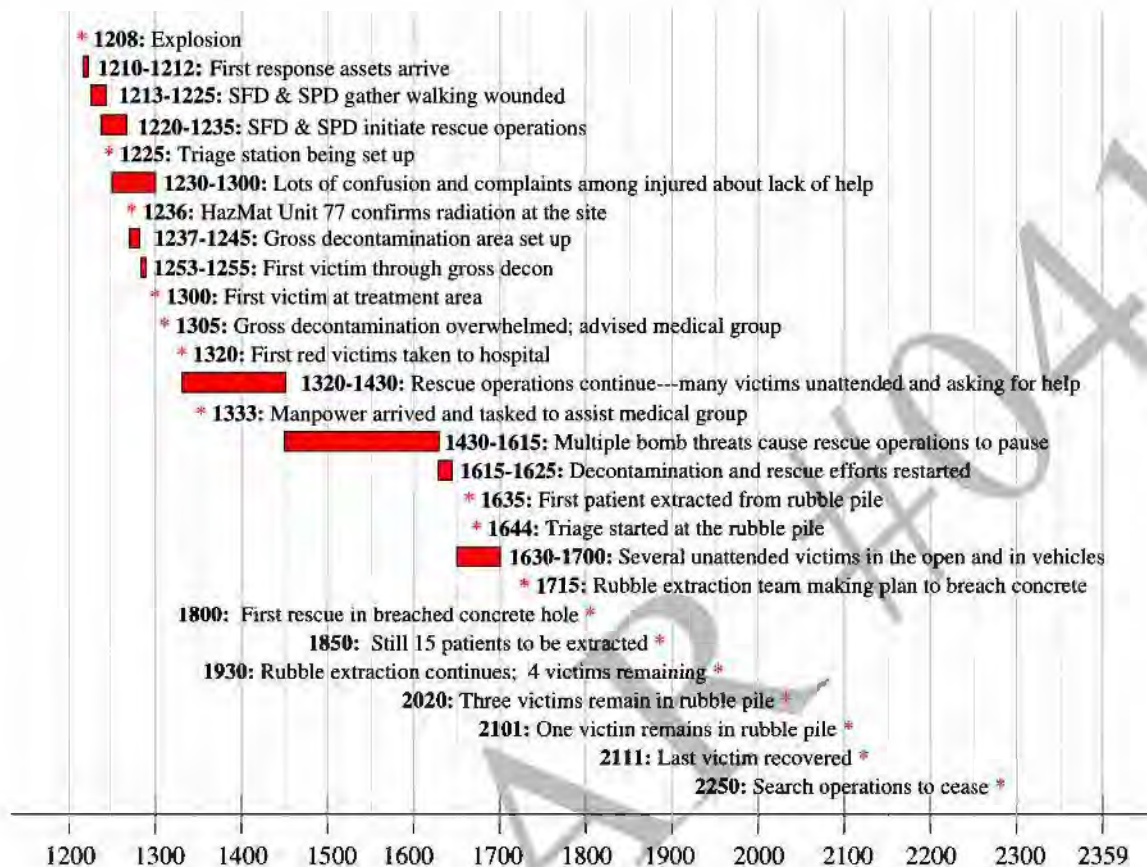 * 1208: Explosion
1210-1212: First response assets arrive
1213-1225: SFD & SPD gather walking wounded
1220-1235: SFD & SPD initiate rescue operations
* 1225: Triage station being set up
1230-1300: Lots of confusion and complaints among injured about lack of help
* 1236: HazMat Unit 77 confirms radiation at the site
1237-1245: Gross decontamination area set up
1253-1255: First victim through gross decon
* 1300: First victim at treatment area
* 1305: Gross decontamination overwhelmed; advised medical group
* 1320: First red victims taken to hospital
1320-1430: Rescue operations continue---many victims unattended and asking for help
* 1333: Manpower arrived and tasked to assist medical group
1430-1615: Multiple bomb threats cause rescue operations to pause
1615-1625: Decontamination and rescue efforts restarted
* 1635: First patient extracted from rubble pile
* 1644: Triage started at the rubble pile
1630-1700: Several unattended victims in the open and in vehicles
* 1715: Rubble extraction team making plan to breach concrete
1800: First rescue in breached concrete hole *
1850: Still 15 patients to be extracted *
1930: Rubble extraction continues; 4 victims remaining *
2020: Three victims remain in rubble pile *
2101: One victim remains in rubble pile *
2111: Last victim recovered *
2250: Search operations to cease *
1200 1300 1400 1500 1600 1700 1800 1900 2000 2100 2200 2300 2359